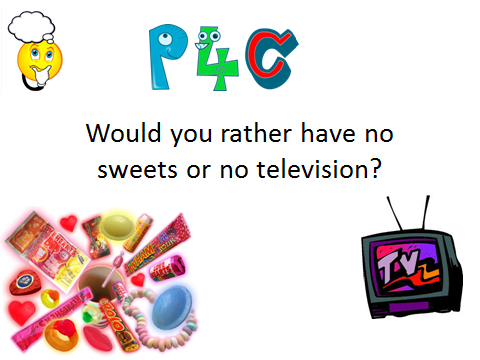 P4C
Would you rather have no
sweets or no television?
TV